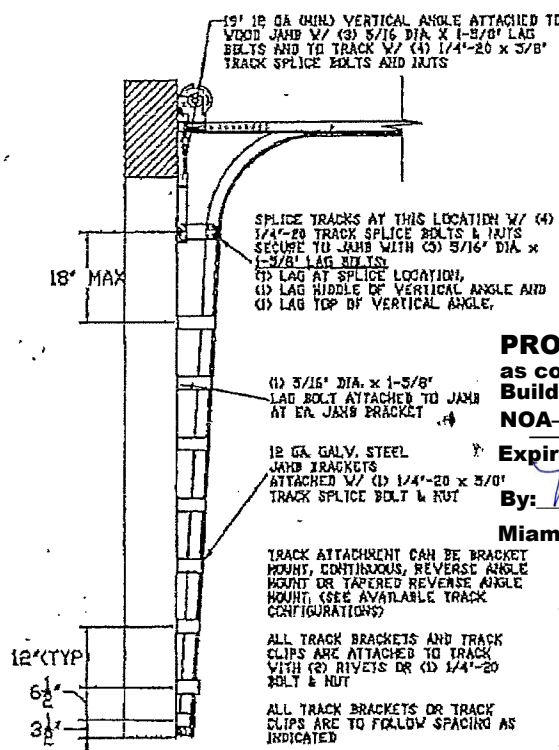 19" 12 GA (MIN) VERTICAL ANGLE ATTACHED TO
WOOD JAMB W/ (3) 5/16 DIA. X 1-5/8" LAG
BOLTS AND TO TRACK W/ (4) 1/4"-20 x 5/8"
TRACK SPLICE BOLTS AND NUTS
SPLICE TRACKS AT THIS LOCATION W/ (4)
1/4"-20 TRACK SPLICE BOLTS & NUTS
SECURE TO JAMB WITH (3) 5/16" DIA. x
1-5/8" LAG BOLTS:
(1) LAG AT SPLICE LOCATION,
(1) LAG MIDDLE OF VERTICAL ANGLE AND
(1) LAG TOP OF VERTICAL ANGLE.
18" MAX
(1) 5/16" DIA. x 1-5/8"
LAG BOLT ATTACHED TO JAMB
AT EA. JAMB BRACKET
12 GA. GALV. STEEL
JAMB BRACKETS
ATTACHED W/ (1) 1/4"-20 x 5/8"
TRACK SPLICE BOLT & NUT
TRACK ATTACHMENT CAN BE BRACKET
MOUNT, CONTINUOUS, REVERSE ANGLE
MOUNT OR TAPERED REVERSE ANGLE
MOUNT. (SEE AVAILABLE TRACK
CONFIGURATIONS)
ALL TRACK BRACKETS AND TRACK
CLIPS ARE ATTACHED TO TRACK
WITH (2) RIVETS OR (1) 1/4"-20
BOLT & NUT
ALL TRACK BRACKETS OR TRACK
CLIPS ARE TO FOLLOW SPACING AS
INDICATED
12"(TYP
6 1/2"
3 1/2"
PRO
as co
Build
NOA-
Expir
By:
Miam